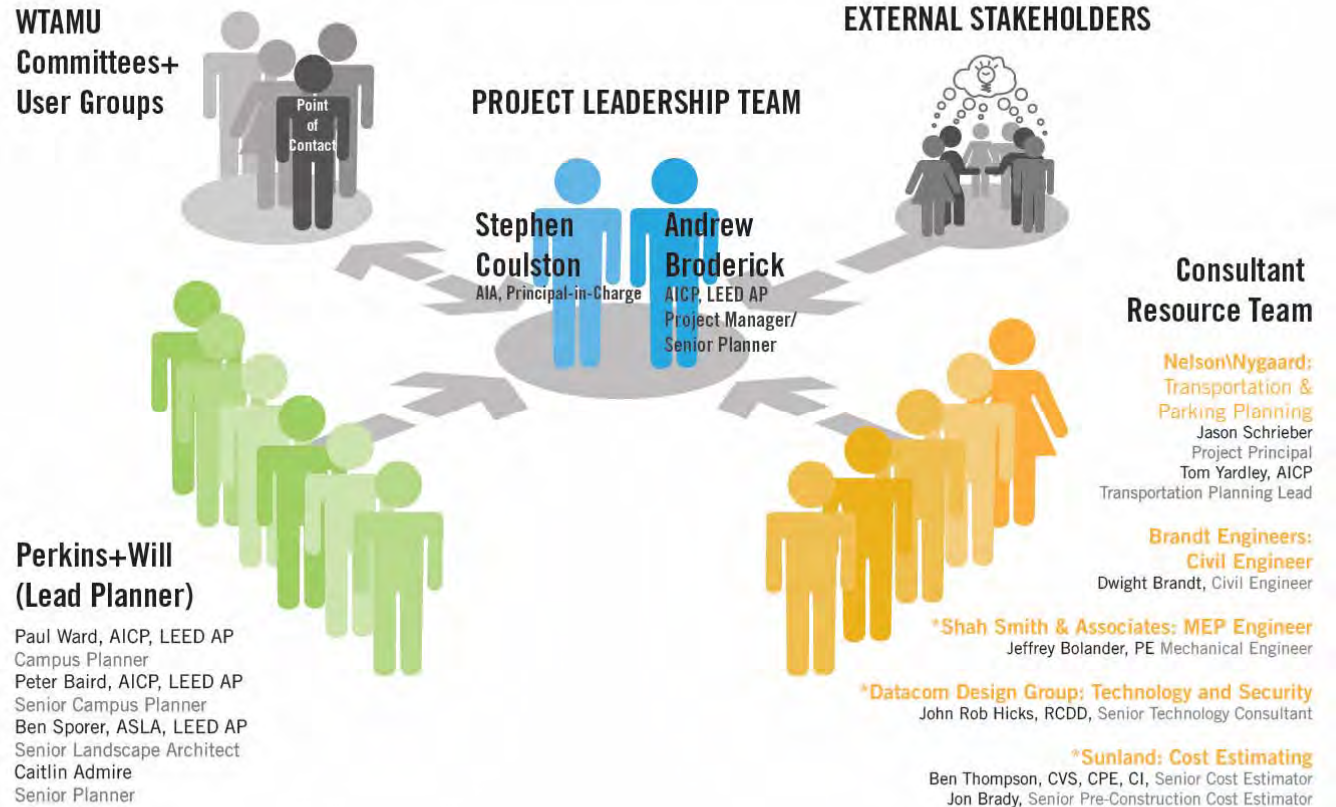 WTAMU
Committees+
User Groups
Point
of
Contact
PROJECT LEADERSHIP TEAM
EXTERNAL STAKEHOLDERS
Stephen
Coulston
AIA, Principal-in-Charge
Andrew
Broderick
AICP, LEED AP
Project Manager/
Senior Planner
Perkins+Will
(Lead Planner)
Paul Ward, AICP, LEED AP
Campus Planner
Peter Baird, AICP, LEED AP
Senior Campus Planner
Ben Sporer, ASLA, LEED AP
Senior Landscape Architect
Caitlin Admire
Senior Planner
Consultant
Resource Team
Nelson\Nygaard:
Transportation &
Parking Planning
Jason Schrieber
Project Principal
Tom Yardley, AICP
Transportation Planning Lead
Brandt Engineers:
Civil Engineer
Dwight Brandt, Civil Engineer
*Shah Smith & Associates: MEP Engineer
Jeffrey Bolander, PE Mechanical Engineer
*Datacom Design Group: Technology and Security
John Rob Hicks, RCDD, Senior Technology Consultant
*Sunland: Cost Estimating
Ben Thompson, CVS, CPE, CI, Senior Cost Estimator
Jon Brady, Senior Pre-Construction Cost Estimator